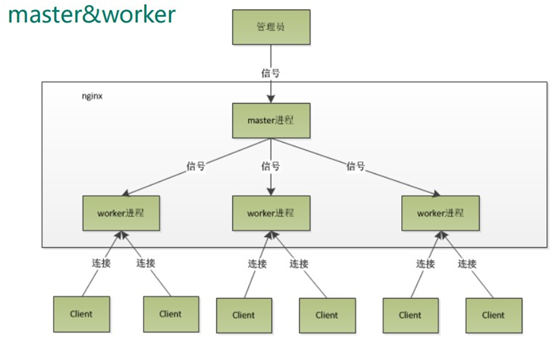 master&worker
管理员
信号
nginx
master进程
信号 信号 信号
worker进程 worker进程 worker进程
连接 连接 连接 连接 连接 连接
Client Client Client Client Client Client